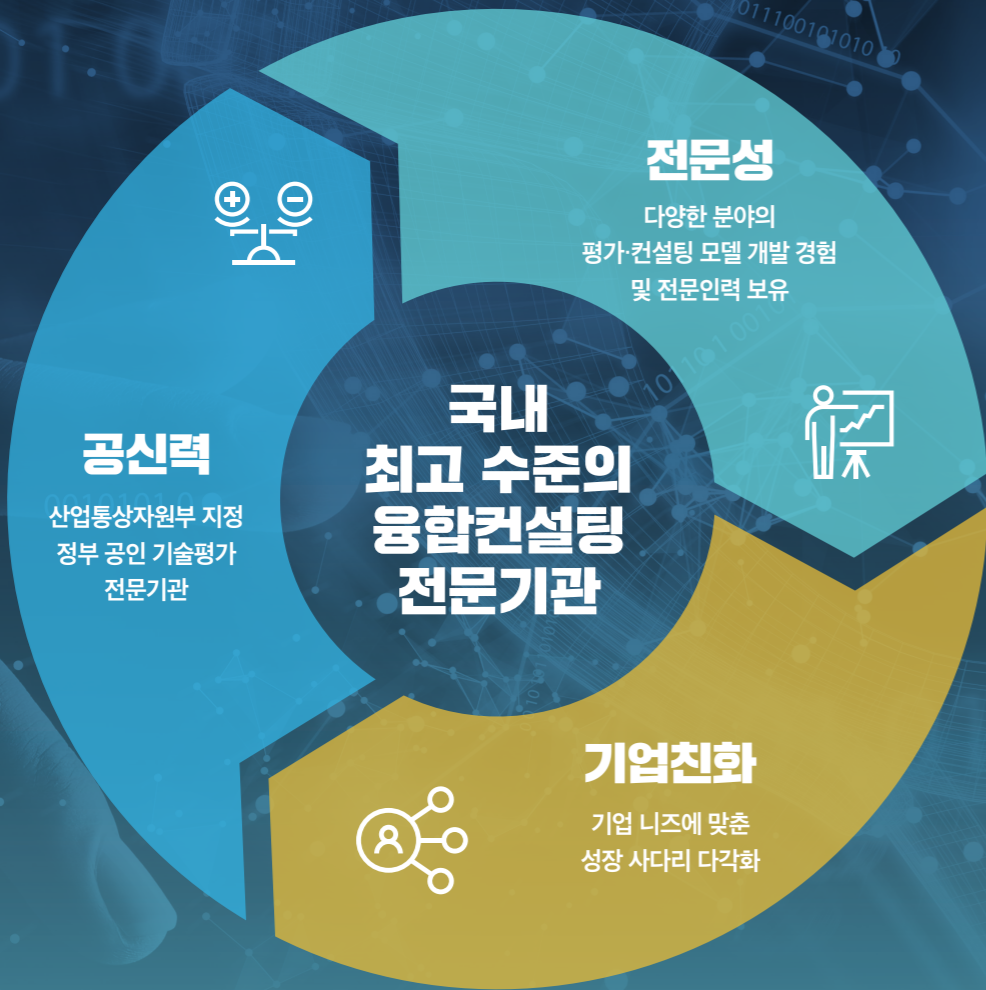 전문성
다양한 분야의
평가·컨설팅 모델 개발 경험
및 전문인력 보유
국내
최고 수준의
융합컨설팅
전문기관
공신력
산업통상자원부 지정
정부 공인 기술평가
전문기관
기업친화
기업 니즈에 맞춘
성장 사다리 다각화